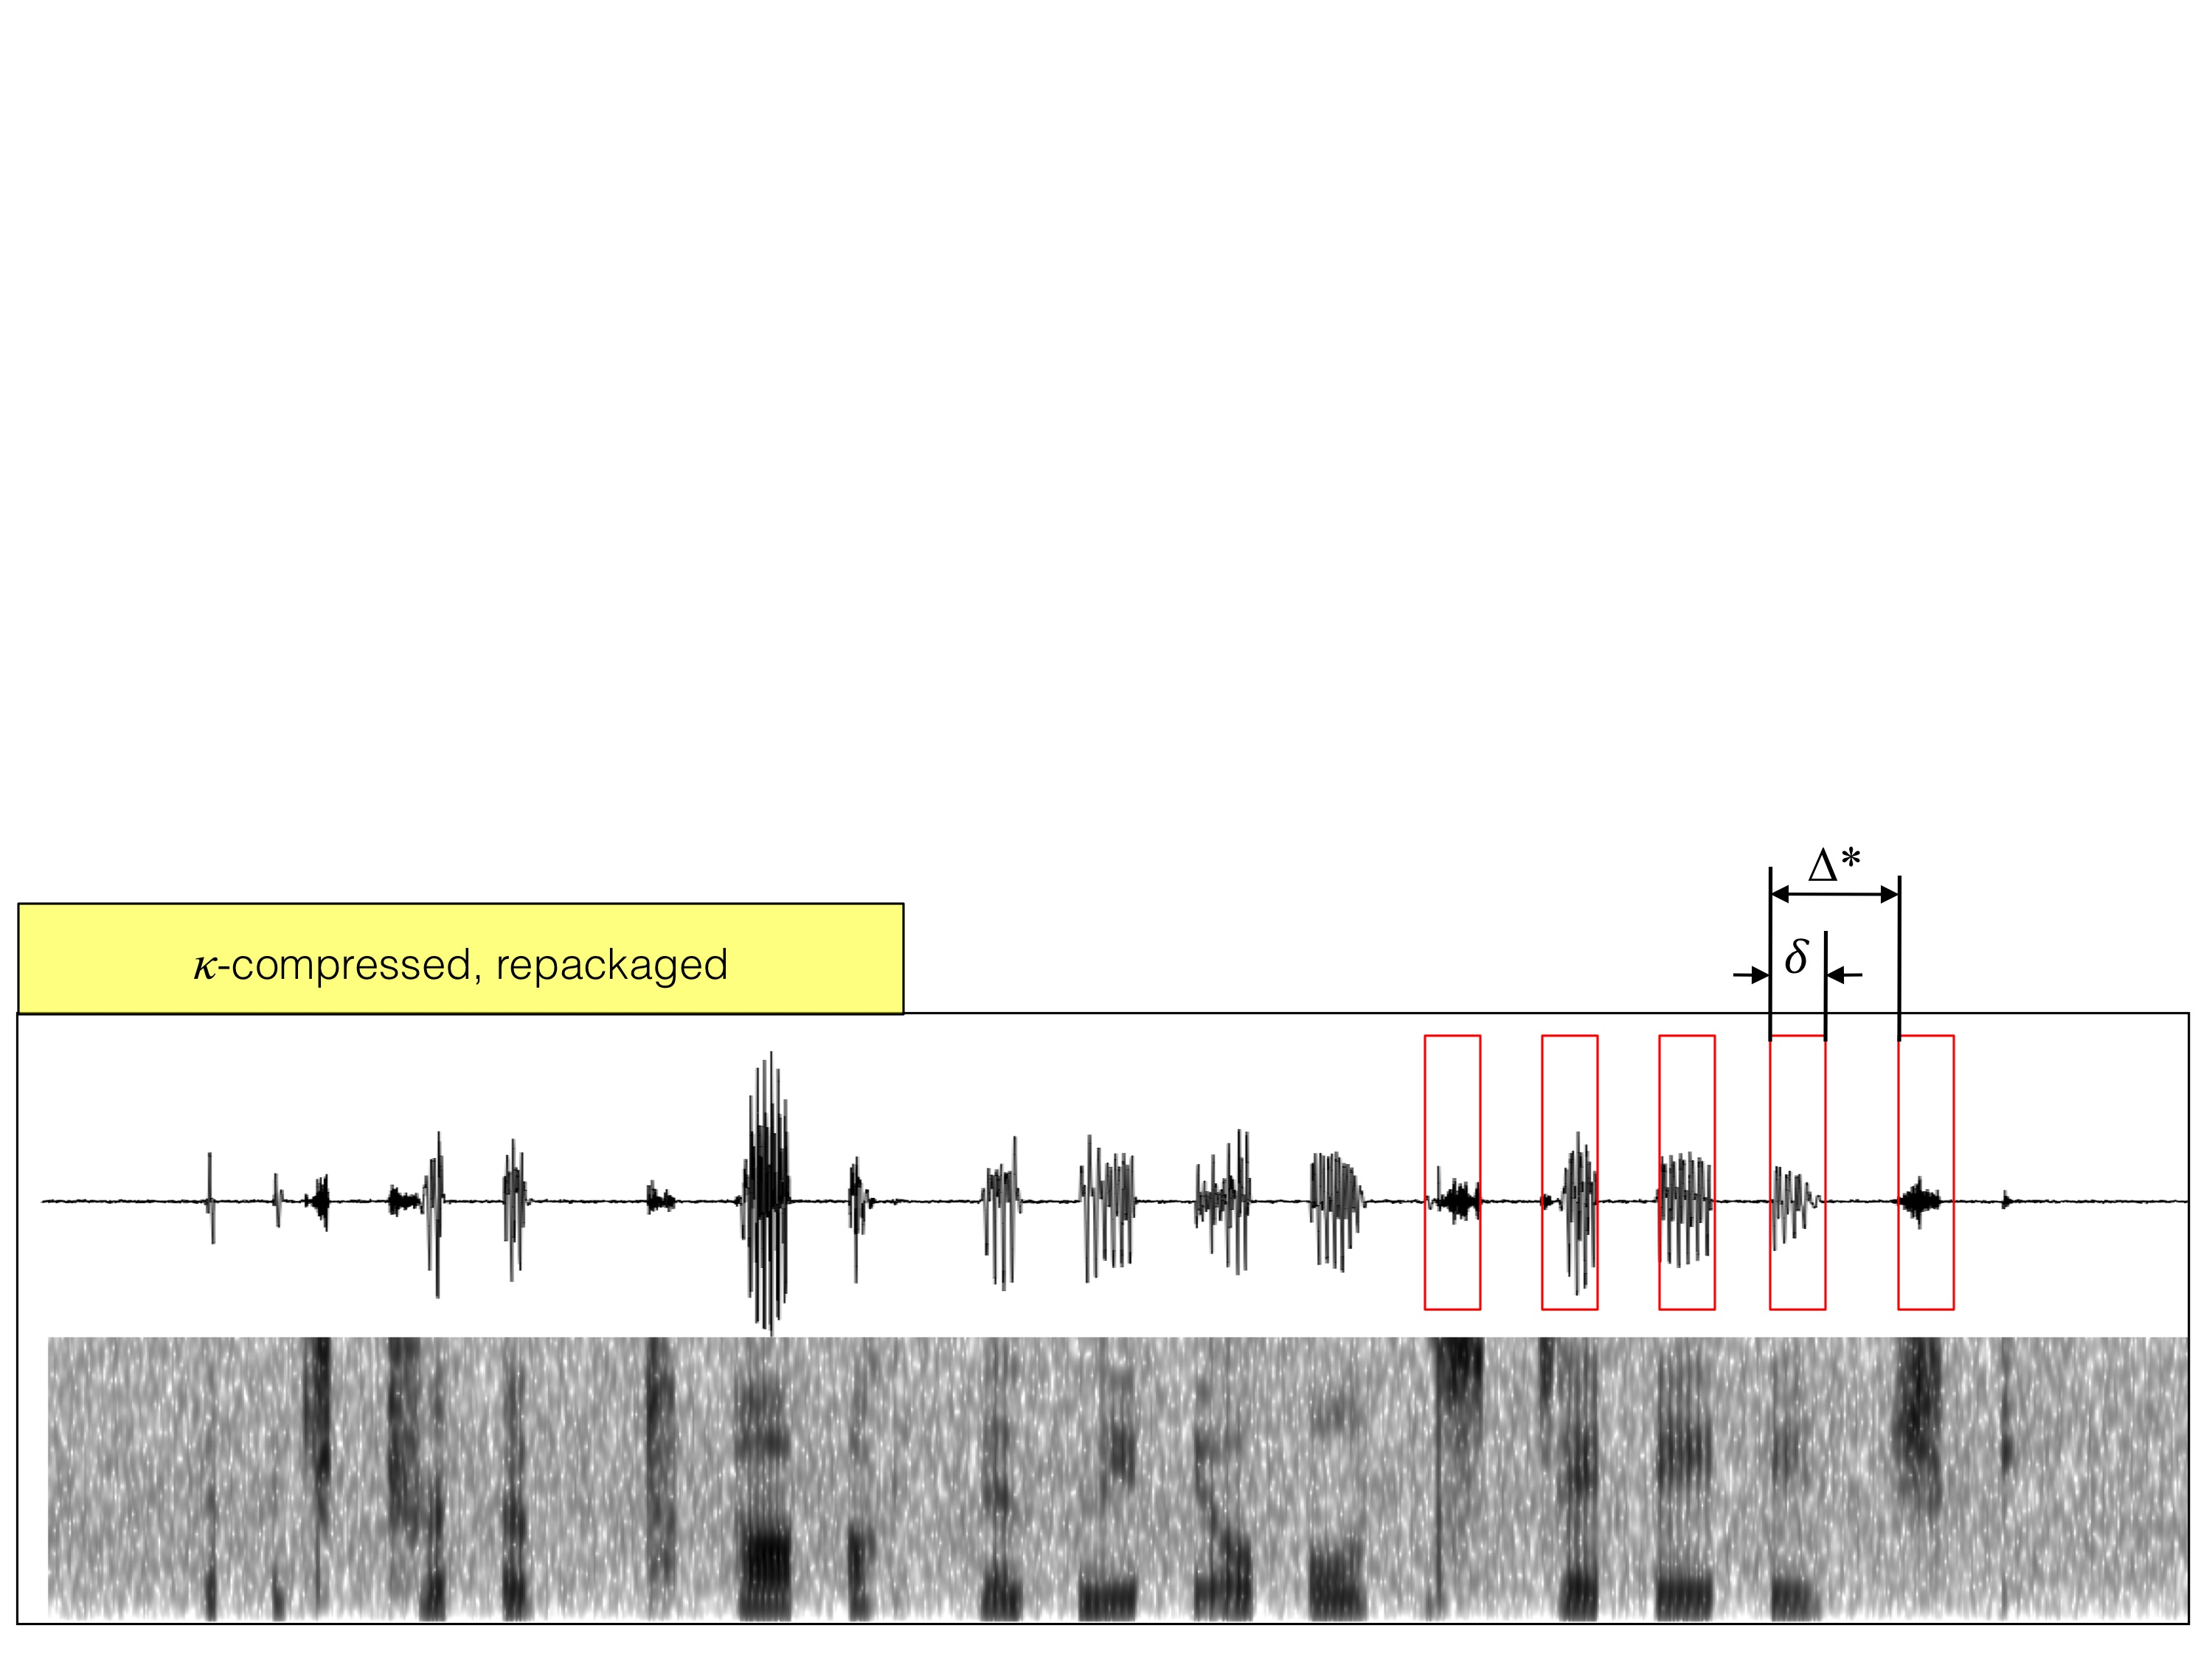 Δ*
δ
κ-compressed, repackaged